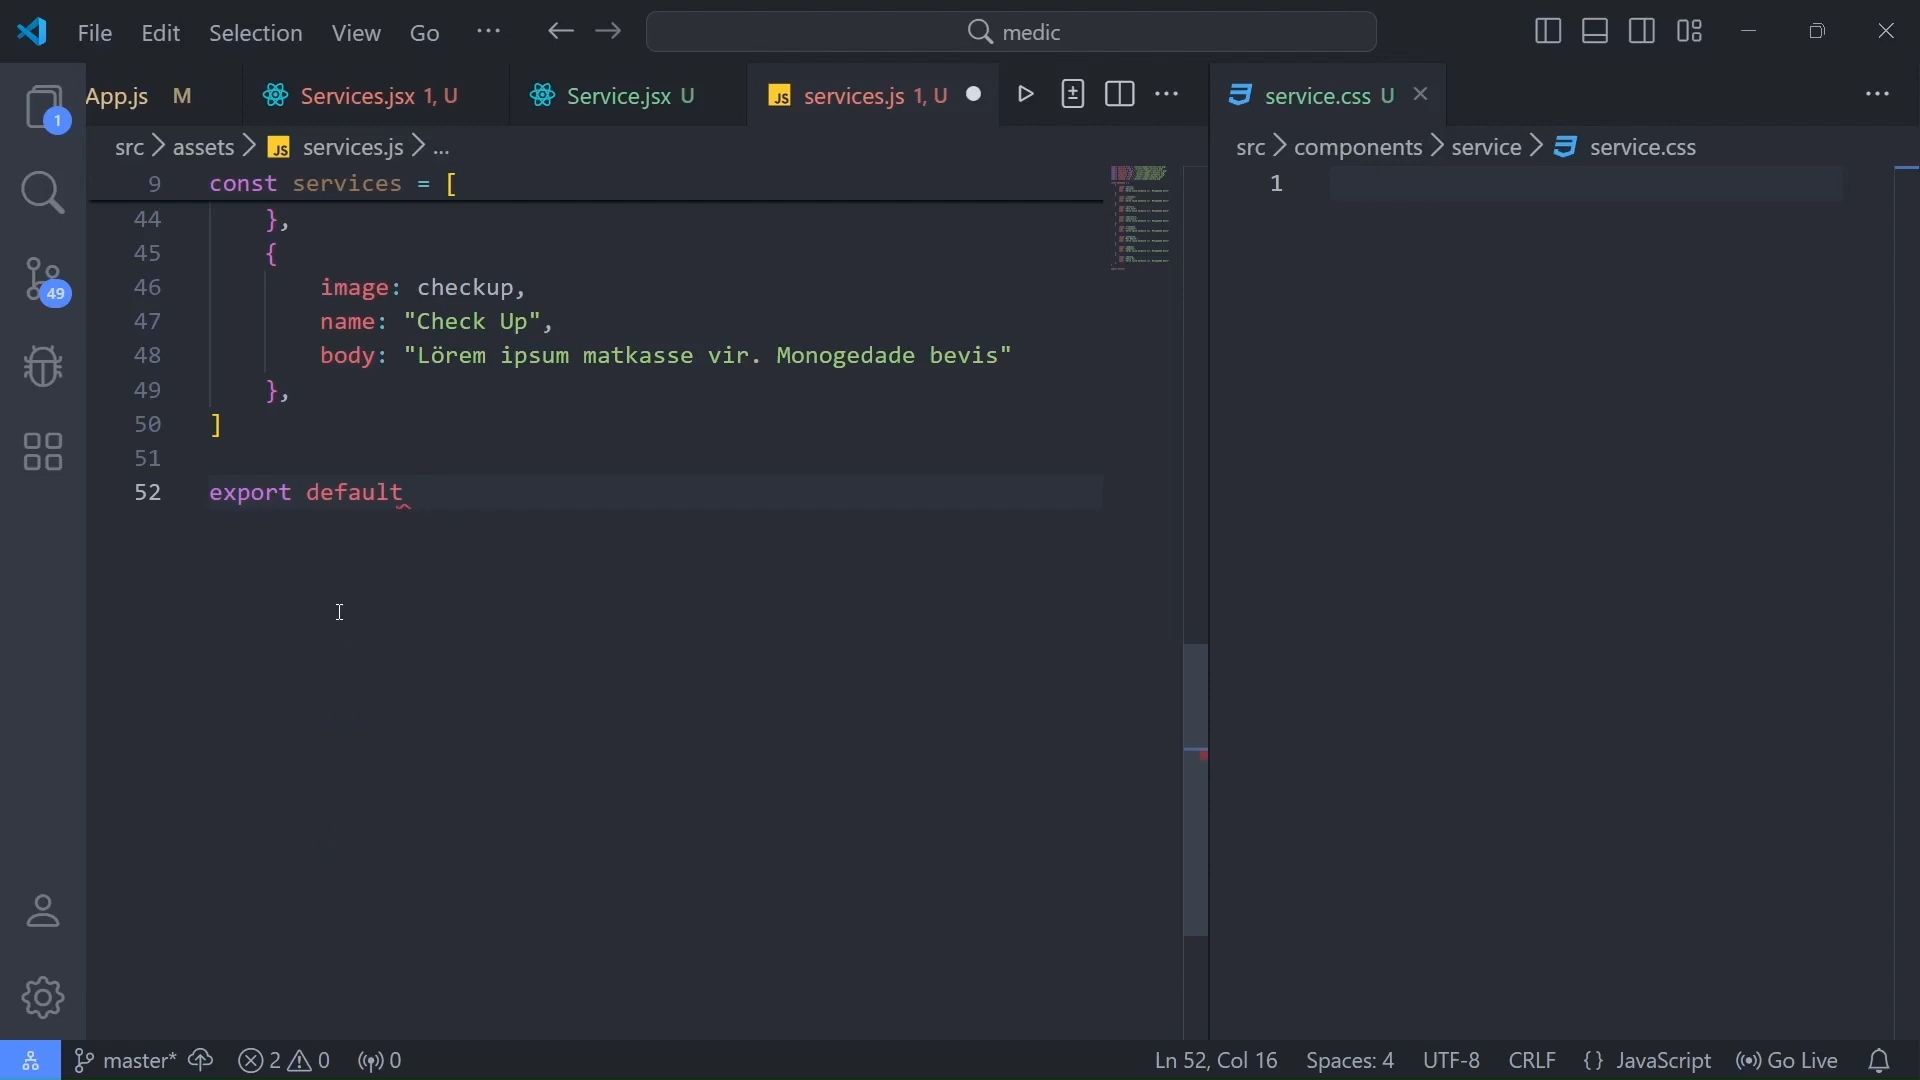 File Edit Selection View Go ··· medic
App.js M Services.jsx 1, U Service.jsx U services.js 1, U service.css U
src > assets > JS services.js > ...
src > components > service > service.css
9 const services = [
1
44 },
45 {
46 image: checkup,
47 name: "Check Up",
48 body: "Lörem ipsum matkasse vir. Monogedade bevis"
49 },
50 ]
51
52 export default
1
49
master* 2 0 0 Ln 52, Col 16 Spaces: 4 UTF-8 CRLF {} JavaScript Go Live